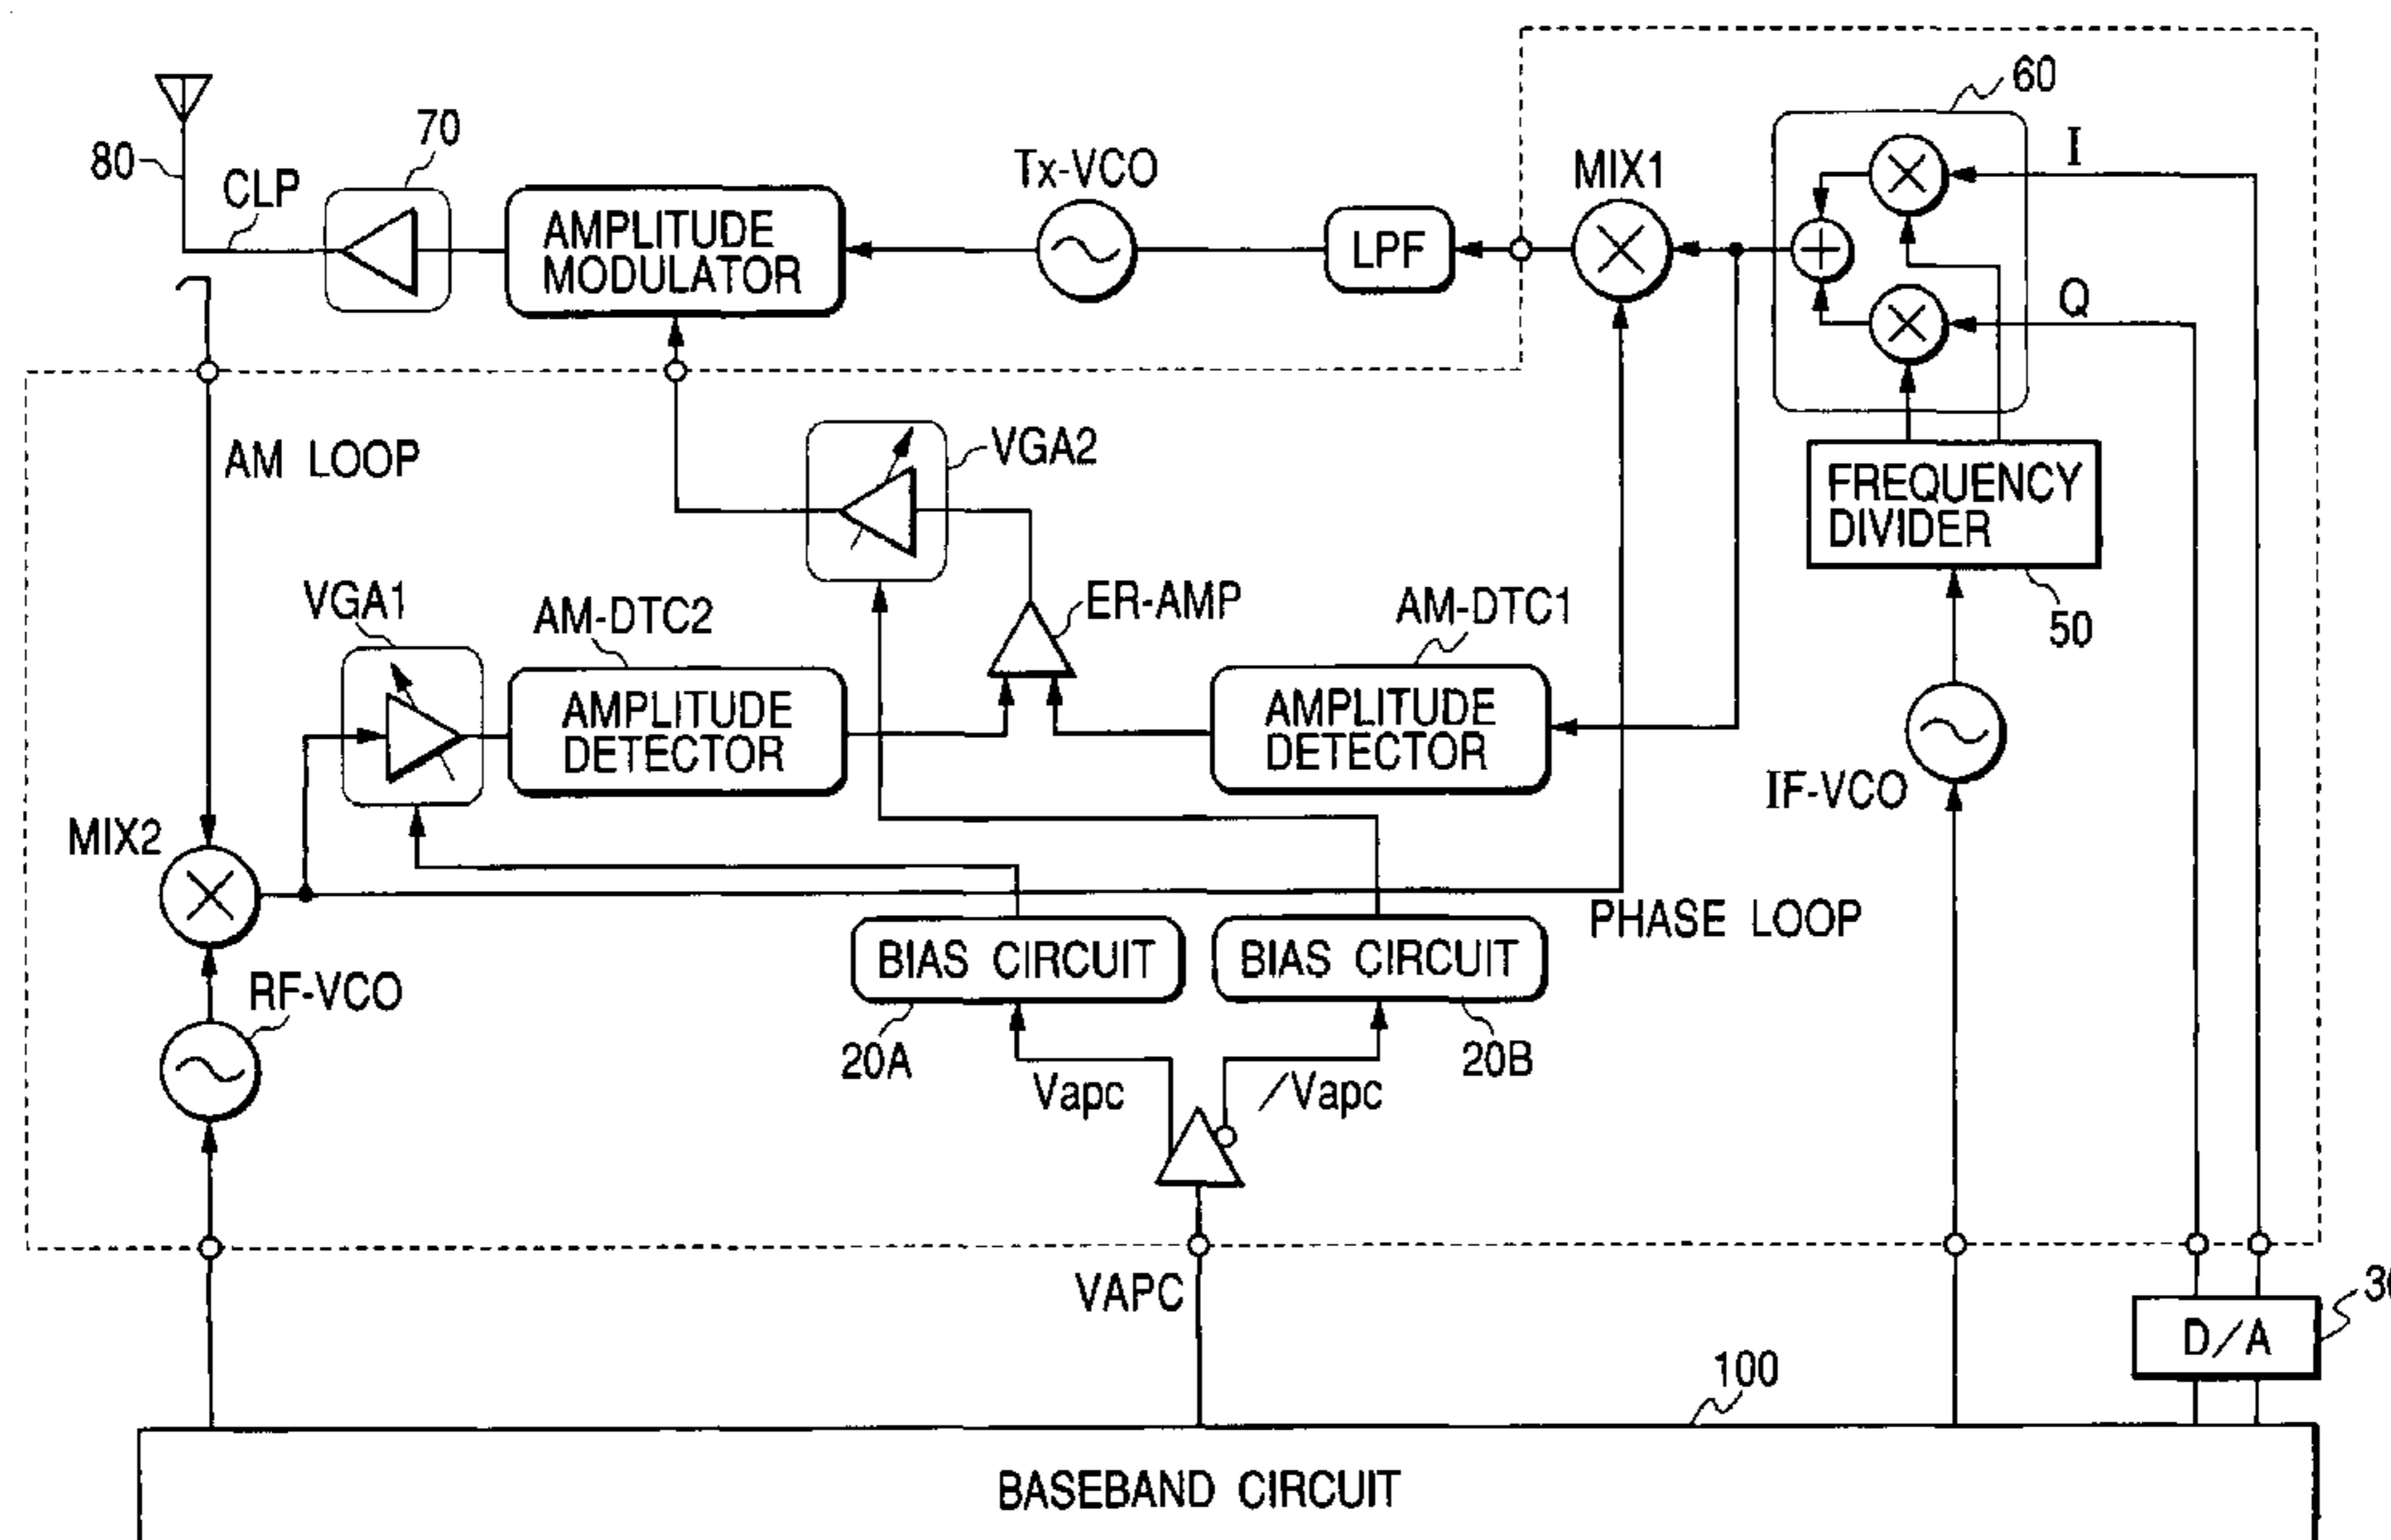 60
70
I
80
CLP
AMPLITUDE
MODULATOR
Tx-VCO
LPF
MIX1
Q
AM LOOP
VGA2
FREQUENCY
DIVIDER
50
VGA1
AM-DTC2
ER-AMP
AM-DTC1
AMPLITUDE
DETECTOR
AMPLITUDE
DETECTOR
IF-VCO
MIX2
PHASE LOOP
BIAS CIRCUIT
BIAS CIRCUIT
RF-VCO
20A
20B
Vapc
/Vapc
VAPC
D/A
100
BASEBAND CIRCUIT